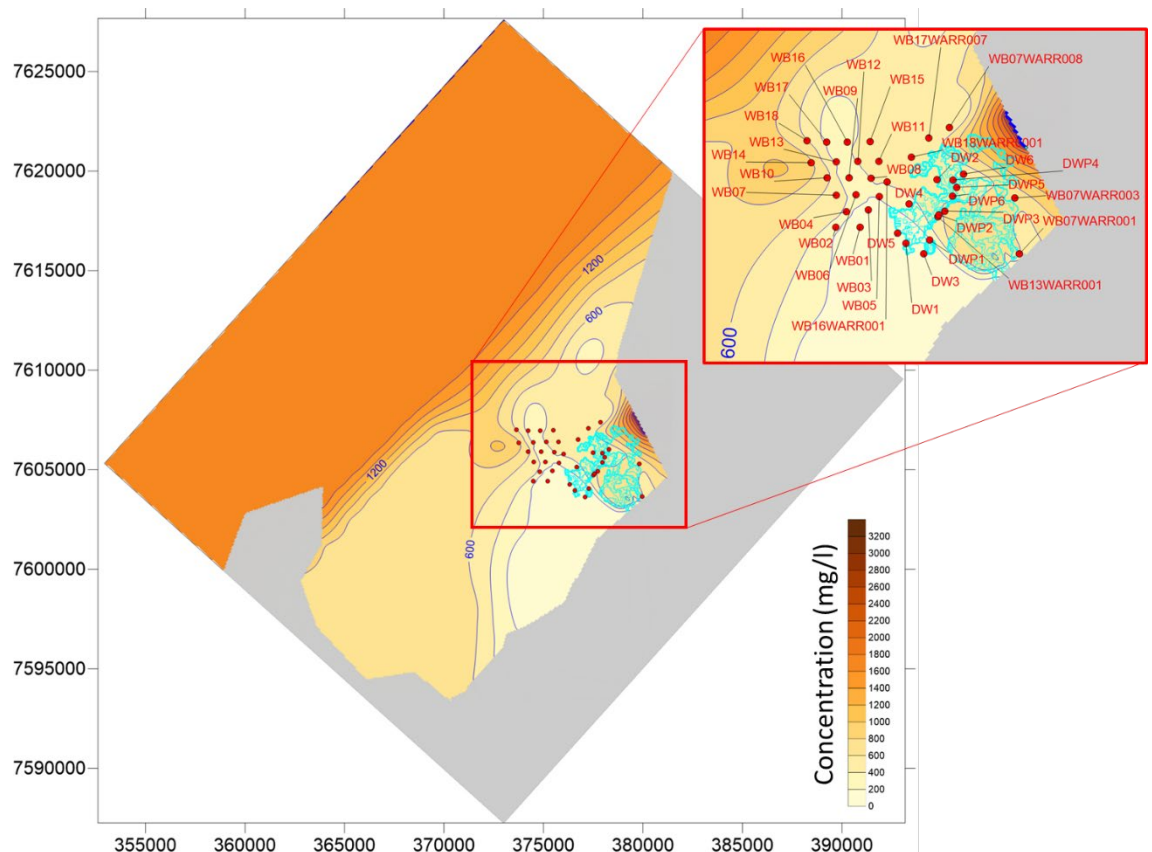 7625000
7620000
7615000
7610000
7605000
7600000
7595000
7590000
355000
360000
365000
370000
375000
380000
385000
390000
1200
600
1200
600
WB17WARR007
WB07WARR008
WB12
WB16
WB09
WB15
WB17
WB18
WB11
WB13
WB18WARR001
WB14
WB08
DW2
DW6
DWP4
WB10
DWP5
WB07
DW4
WB07WARR003
DWP6
WB04
DWP3
WB07WARR001
WB02
DW5
DWP2
WB06
WB01
DWP1
WB03
DW3
WB13WARR001
WB05
DW1
WB16WARR001
600
Concentration (mg/l)
3200
3000
2800
2600
2400
2200
2000
1800
1600
1400
1200
1000
800
600
400
200
0